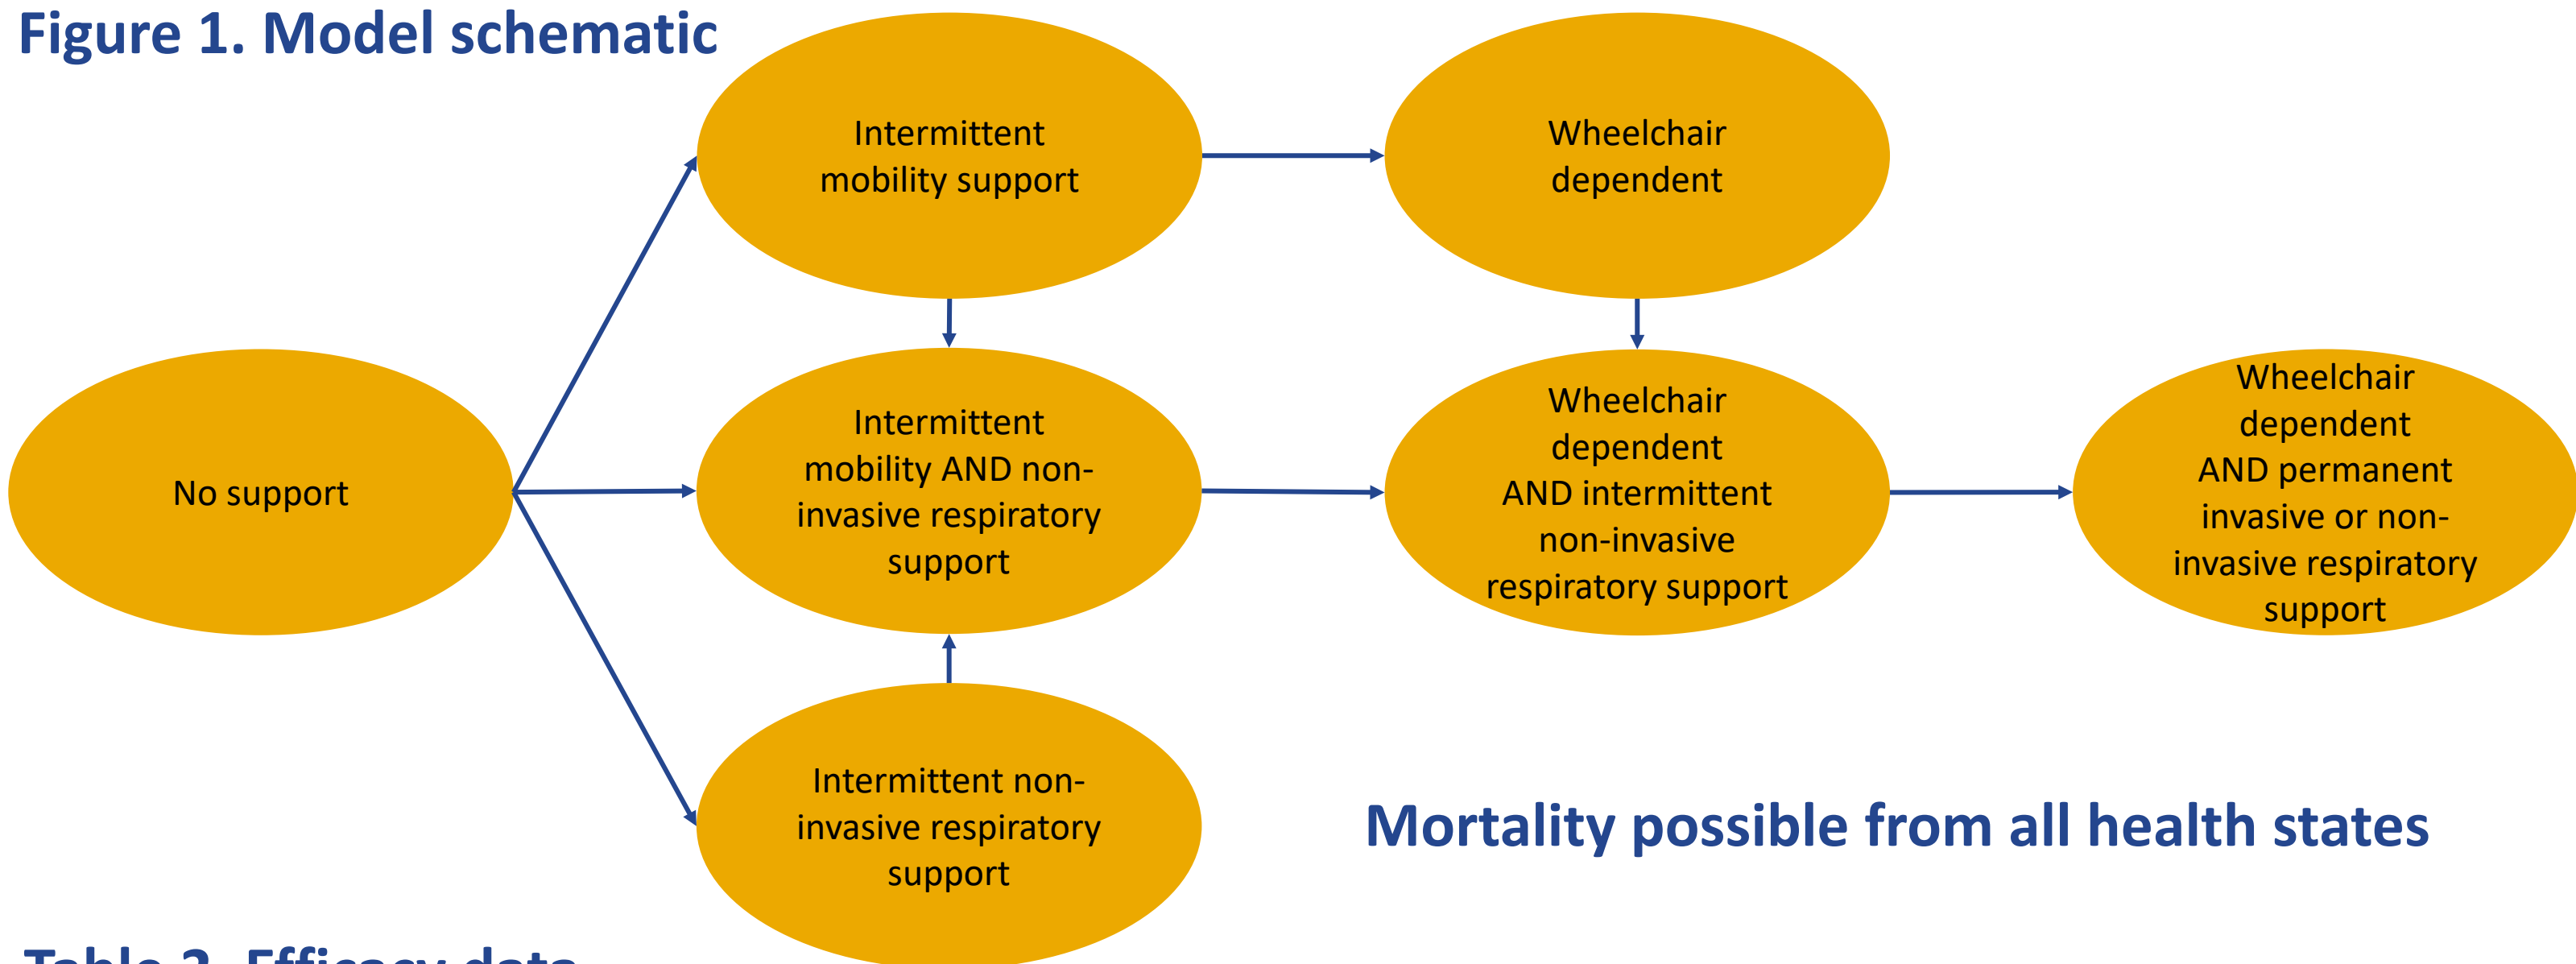 Figure 1. Model schematic
Intermittent
mobility support
Wheelchair
dependent
No support
Intermittent
mobility AND non-
invasive respiratory
support
Wheelchair
dependent
AND intermittent
non-invasive
respiratory support
Wheelchair
dependent
AND permanent
invasive or non-
invasive respiratory
support
Intermittent non-
invasive respiratory
support
Mortality possible from all health states
Efficacy data